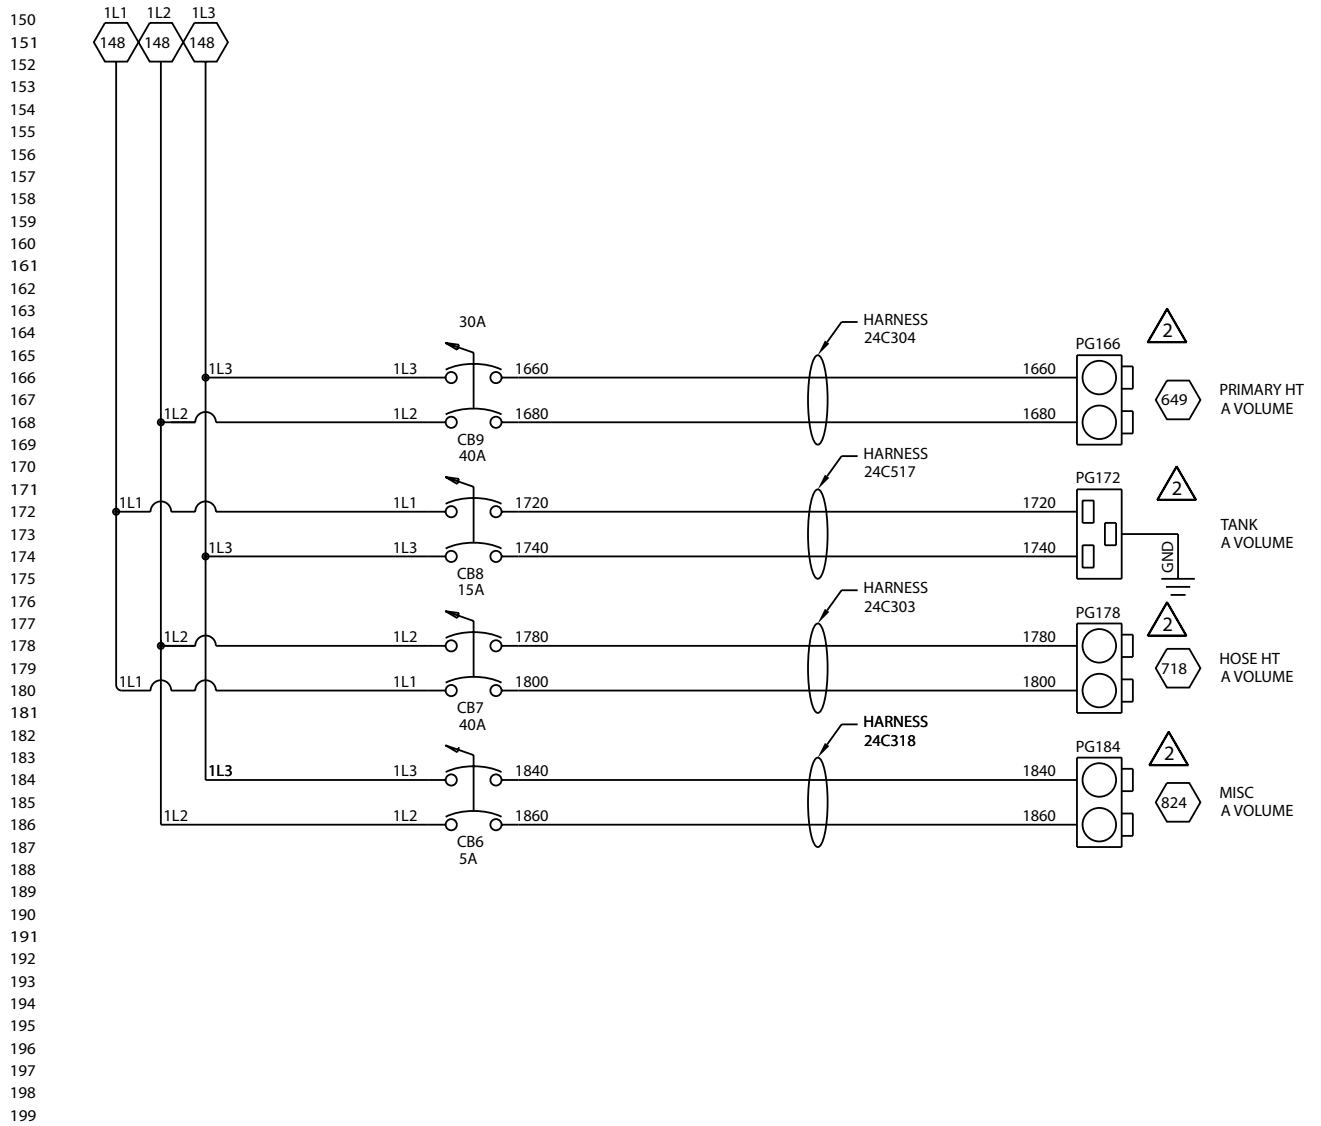 150
1L1 1L2 1L3
151
148 148 148
152
153
154
155
156
157
158
159
160
161
162
163
30A
HARNESS
164
24C304
165
PG166
2
166
1L3 1L3 1660 1660
167
649
PRIMARY HT
A VOLUME
168
1L2 1L2 1680 1680
169
CB9
40A
HARNESS
170
24C517
171
PG172
2
172
1L1 1L1 1720 1720
173
TANK
A VOLUME
174
1L3 1L3 1740 1740
GND
175
CB8
15A
HARNESS
176
24C303
177
PG178
2
178
1L2 1L2 1780 1780
179
718
HOSE HT
A VOLUME
180
1L1 1L1 1800 1800
181
CB7
40A
HARNESS
182
24C318
183
PG184
2
184
1L3 1L3 1840 1840
185
824
MISC
A VOLUME
186
1L2 1L2 1860 1860
187
CB6
5A
188
189
190
191
192
193
194
195
196
197
198
199